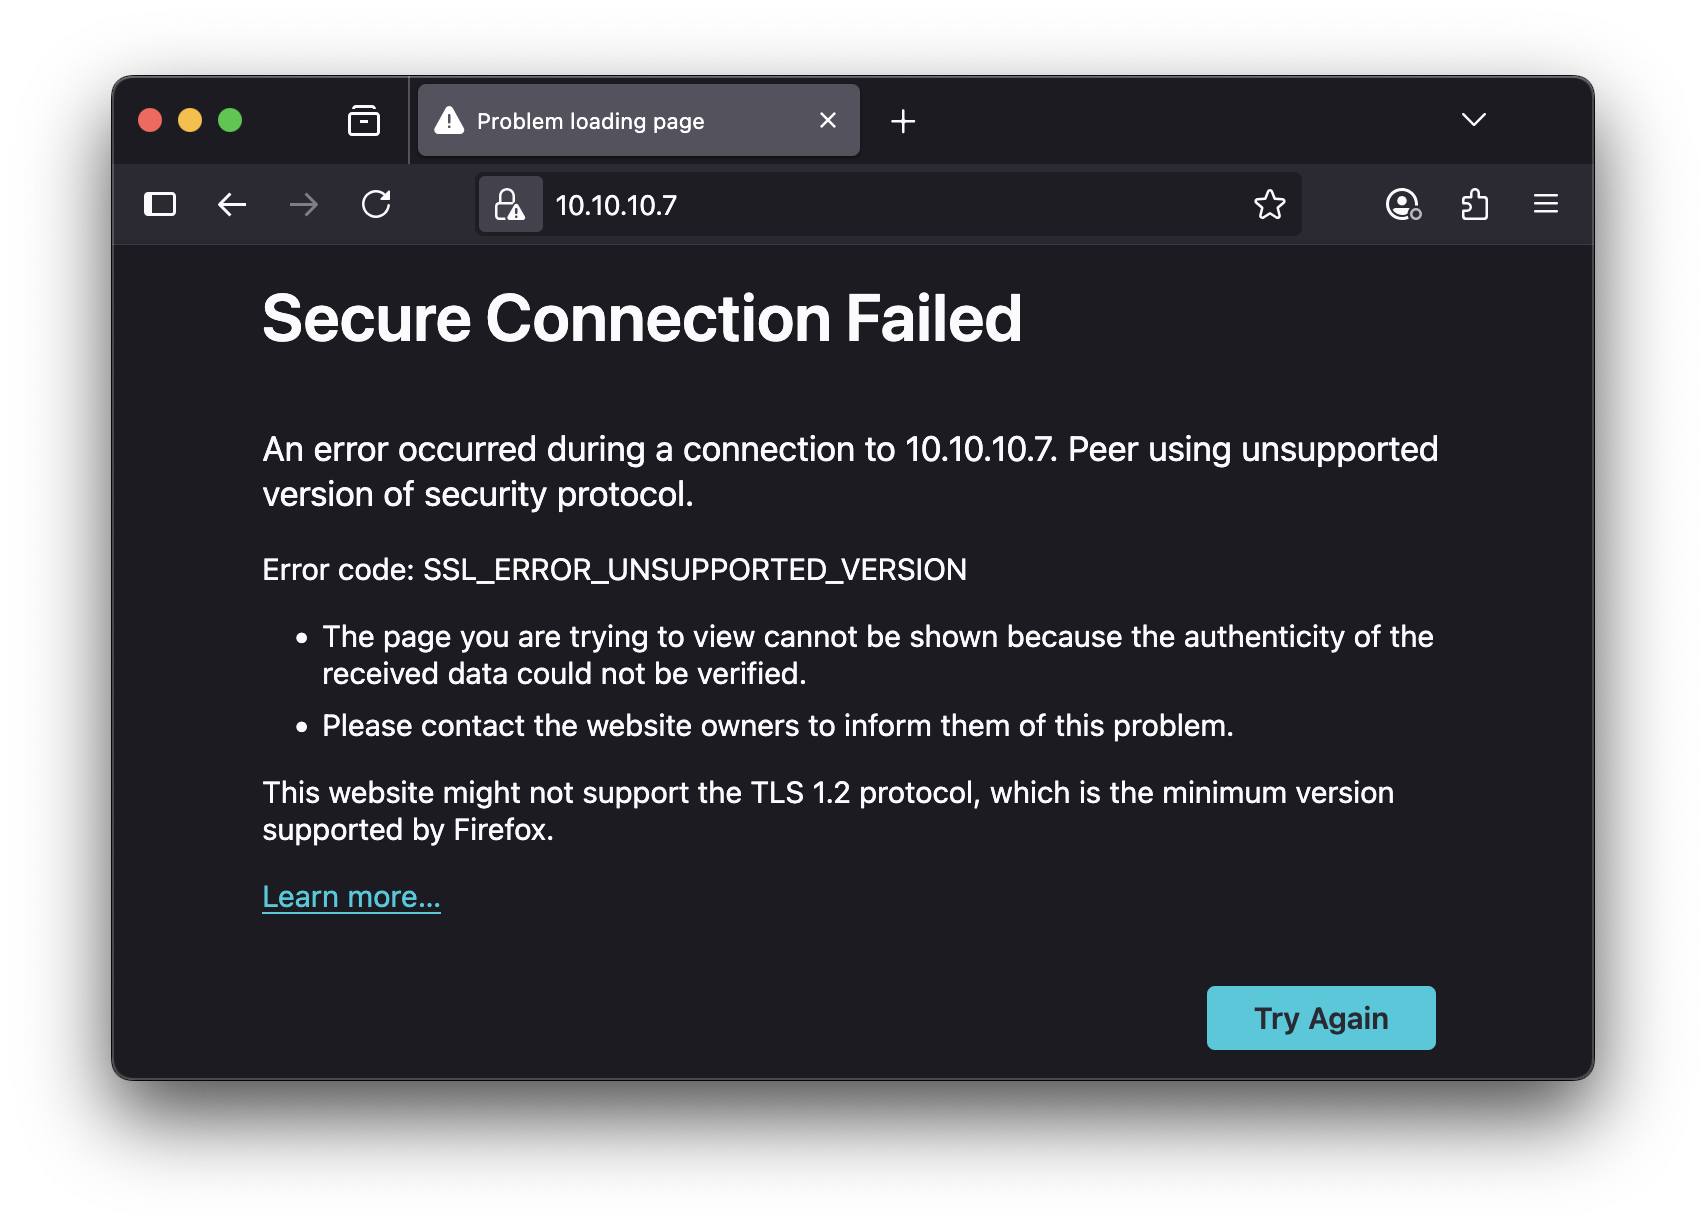 Problem loading page
10.10.10.7
Secure Connection Failed
An error occurred during a connection to 10.10.10.7. Peer using unsupported
version of security protocol.
Error code: SSL_ERROR_UNSUPPORTED_VERSION
• The page you are trying to view cannot be shown because the authenticity of the
received data could not be verified.
• Please contact the website owners to inform them of this problem.
This website might not support the TLS 1.2 protocol, which is the minimum version
supported by Firefox.
Learn more…
Try Again